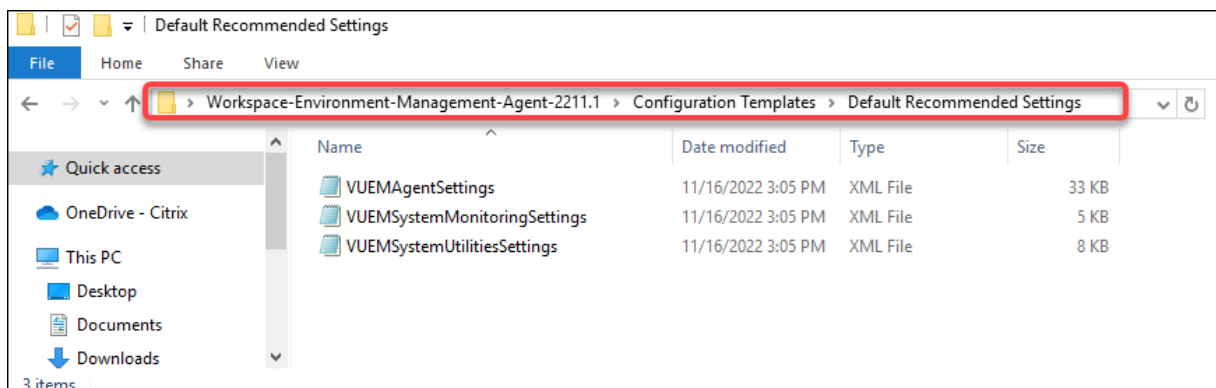 Default Recommended Settings
File Home Share View
Workspace-Environment-Management-Agent-2211.1 > Configuration Templates > Default Recommended Settings
Name Date modified Type Size
Quick access
VUEMAgentSettings 11/16/2022 3:05 PM XML File 33 KB
OneDrive - Citrix
VUEMSystemMonitoringSettings 11/16/2022 3:05 PM XML File 5 KB
VUEMSystemUtilitiesSettings 11/16/2022 3:05 PM XML File 8 KB
This PC
Desktop
Documents
Downloads
3 items